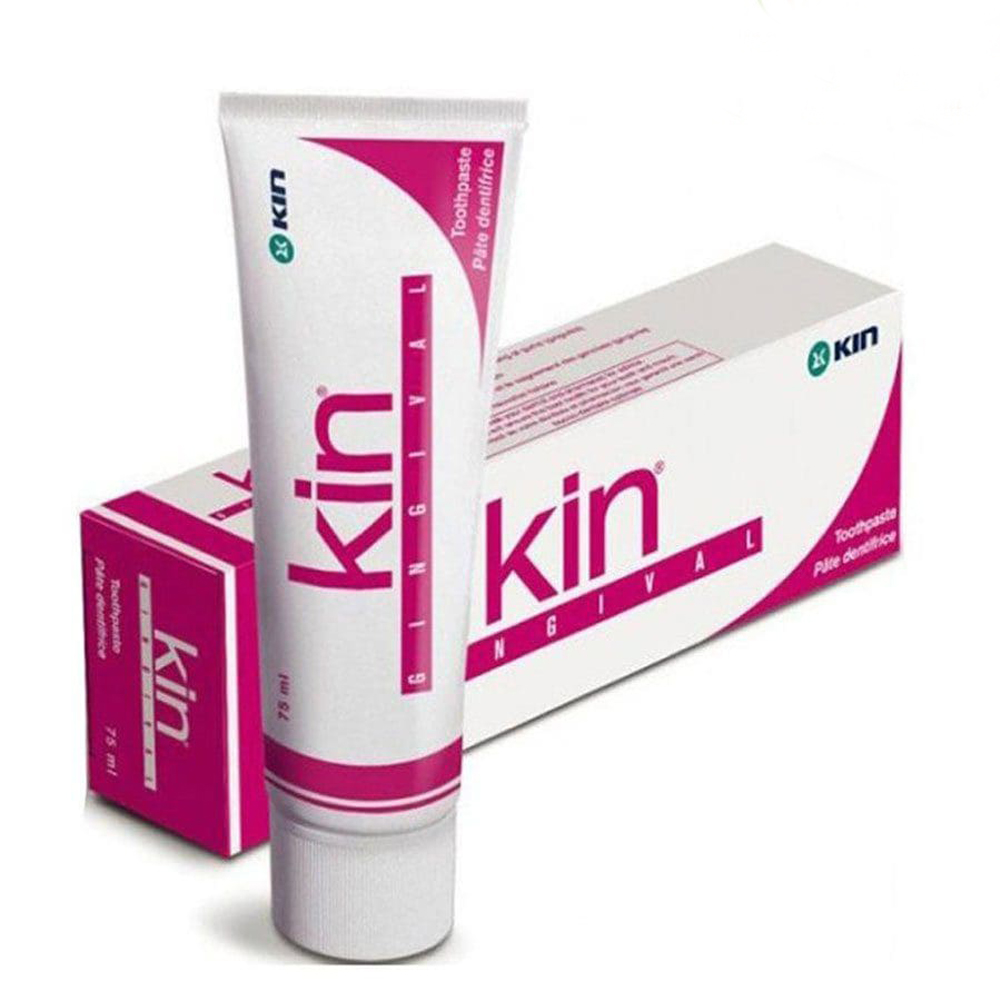 KIN
Toothpaste
Pâte dentifrice
kin®
GINGIVAL
75 ml
KIN
kin®
NGIVAL
Toothpaste
Pâte dentifrice
kin
GINGIVAL
Toothpaste
Pâte dentifrice
75 ml